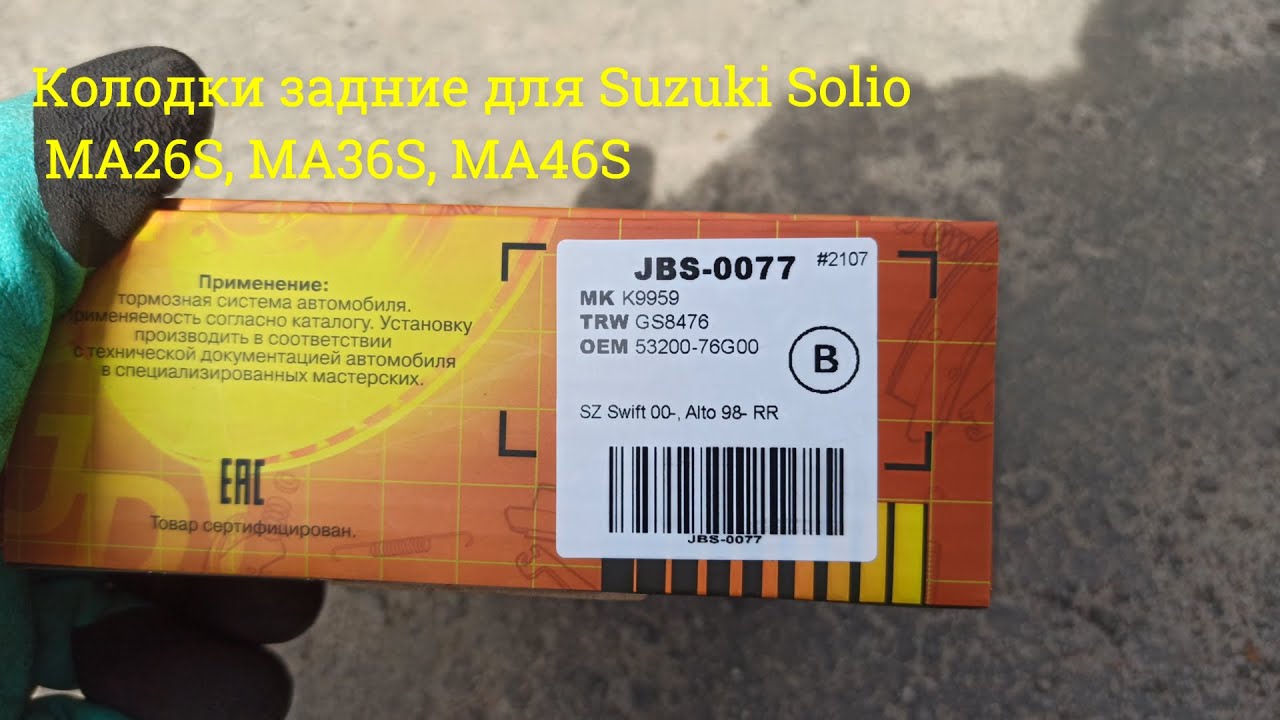 Колодки задние для Suzuki Solio
MA26S, MA36S, MA46S
Применение:
тормозная система автомобиля.
Применяемость согласно каталогу. Установку
производить в соответствии
с технической документацией автомобиля
в специализированных мастерских.
EAC
Товар сертифицирован.
JD
JBS-0077 #2107
MK K9959
TRW GS8476
OEM 53200-76G00
B
SZ Swift 00-, Alto 98- RR
JBS-0077